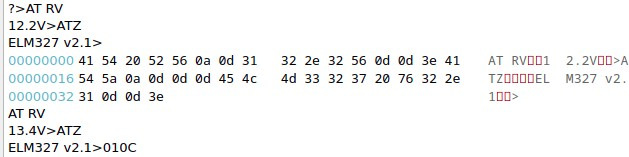 ?>AT RV
12.2V>ATZ
ELM327 v2.1>
00000000 41 54 20 52 56 0a 0d 31 32 2e 32 56 0d 0d 3e 41 AT RV▯▯1 2.2V▯▯>A
00000016 54 5a 0a 0d 0d 0d 45 4c 4d 33 32 37 20 76 32 2e TZ▯▯▯▯EL M327 v2.
00000032 31 0d 0d 3e 1▯▯>
AT RV
13.4V>ATZ
ELM327 v2.1>010C